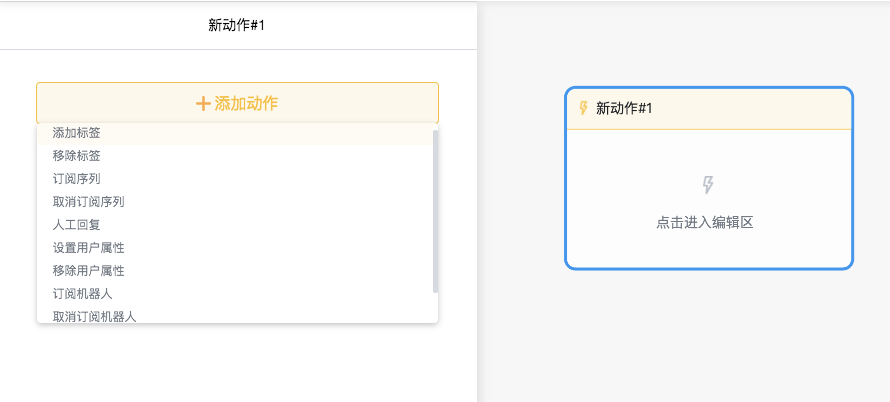 新动作#1
添加动作
添加标签
移除标签
订阅序列
取消订阅序列
人工回复
设置用户属性
移除用户属性
订阅机器人
取消订阅机器人
新动作#1
点击进入编辑区